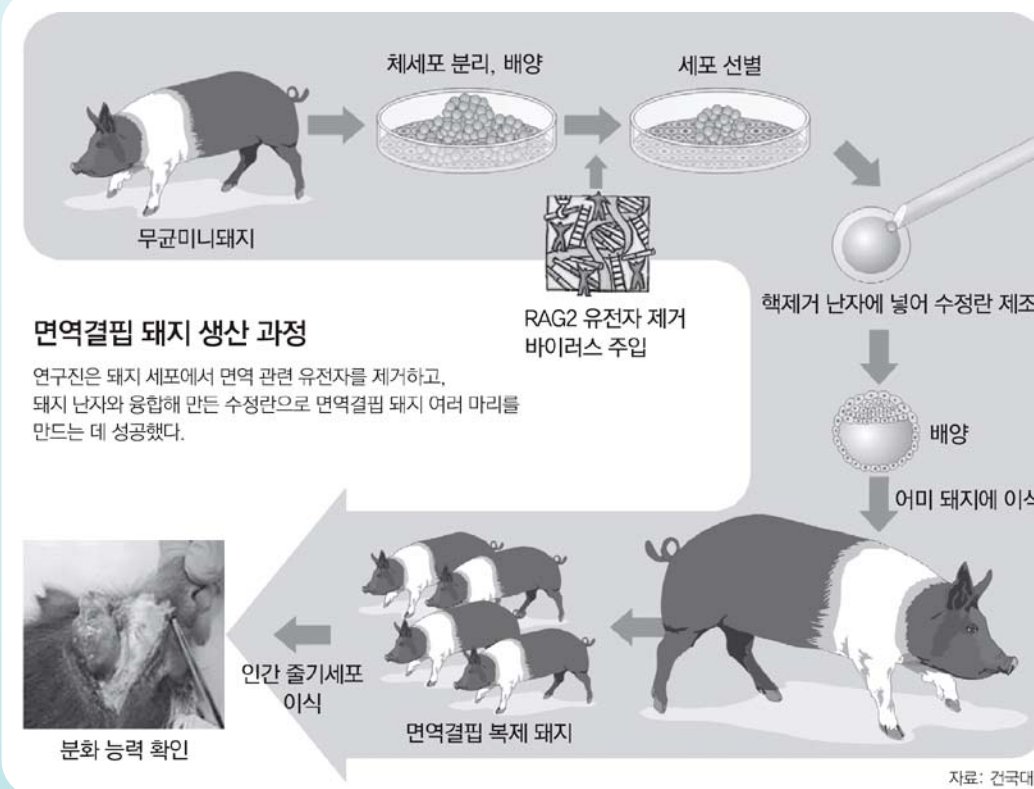 체세포 분리, 배양
세포 선별
무균미니돼지
RAG2 유전자 제거
바이러스 주입
핵제거 난자에 넣어 수정란 제조
면역결핍 돼지 생산 과정
연구진은 돼지 세포에서 면역 관련 유전자를 제거하고,
돼지 난자와 융합해 만든 수정란으로 면역결핍 돼지 여러 마리를
만드는 데 성공했다.
배양
어미 돼지에 이식
인간 줄기세포
이식
면역결핍 복제 돼지
분화 능력 확인
자료: 건국대